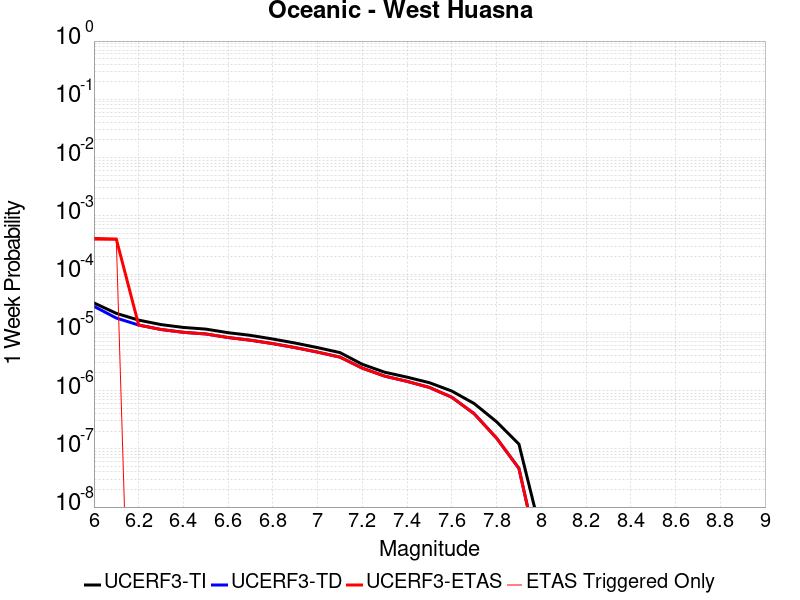 Oceanic - West Huasna
10^0
10^-1
10^-2
10^-3
10^-4
10^-5
10^-6
10^-7
10^-8
1 Week Probability
6 6.2 6.4 6.6 6.8 7 7.2 7.4 7.6 7.8 8 8.2 8.4 8.6 8.8 9
Magnitude
UCERF3-TI UCERF3-TD UCERF3-ETAS ETAS Triggered Only